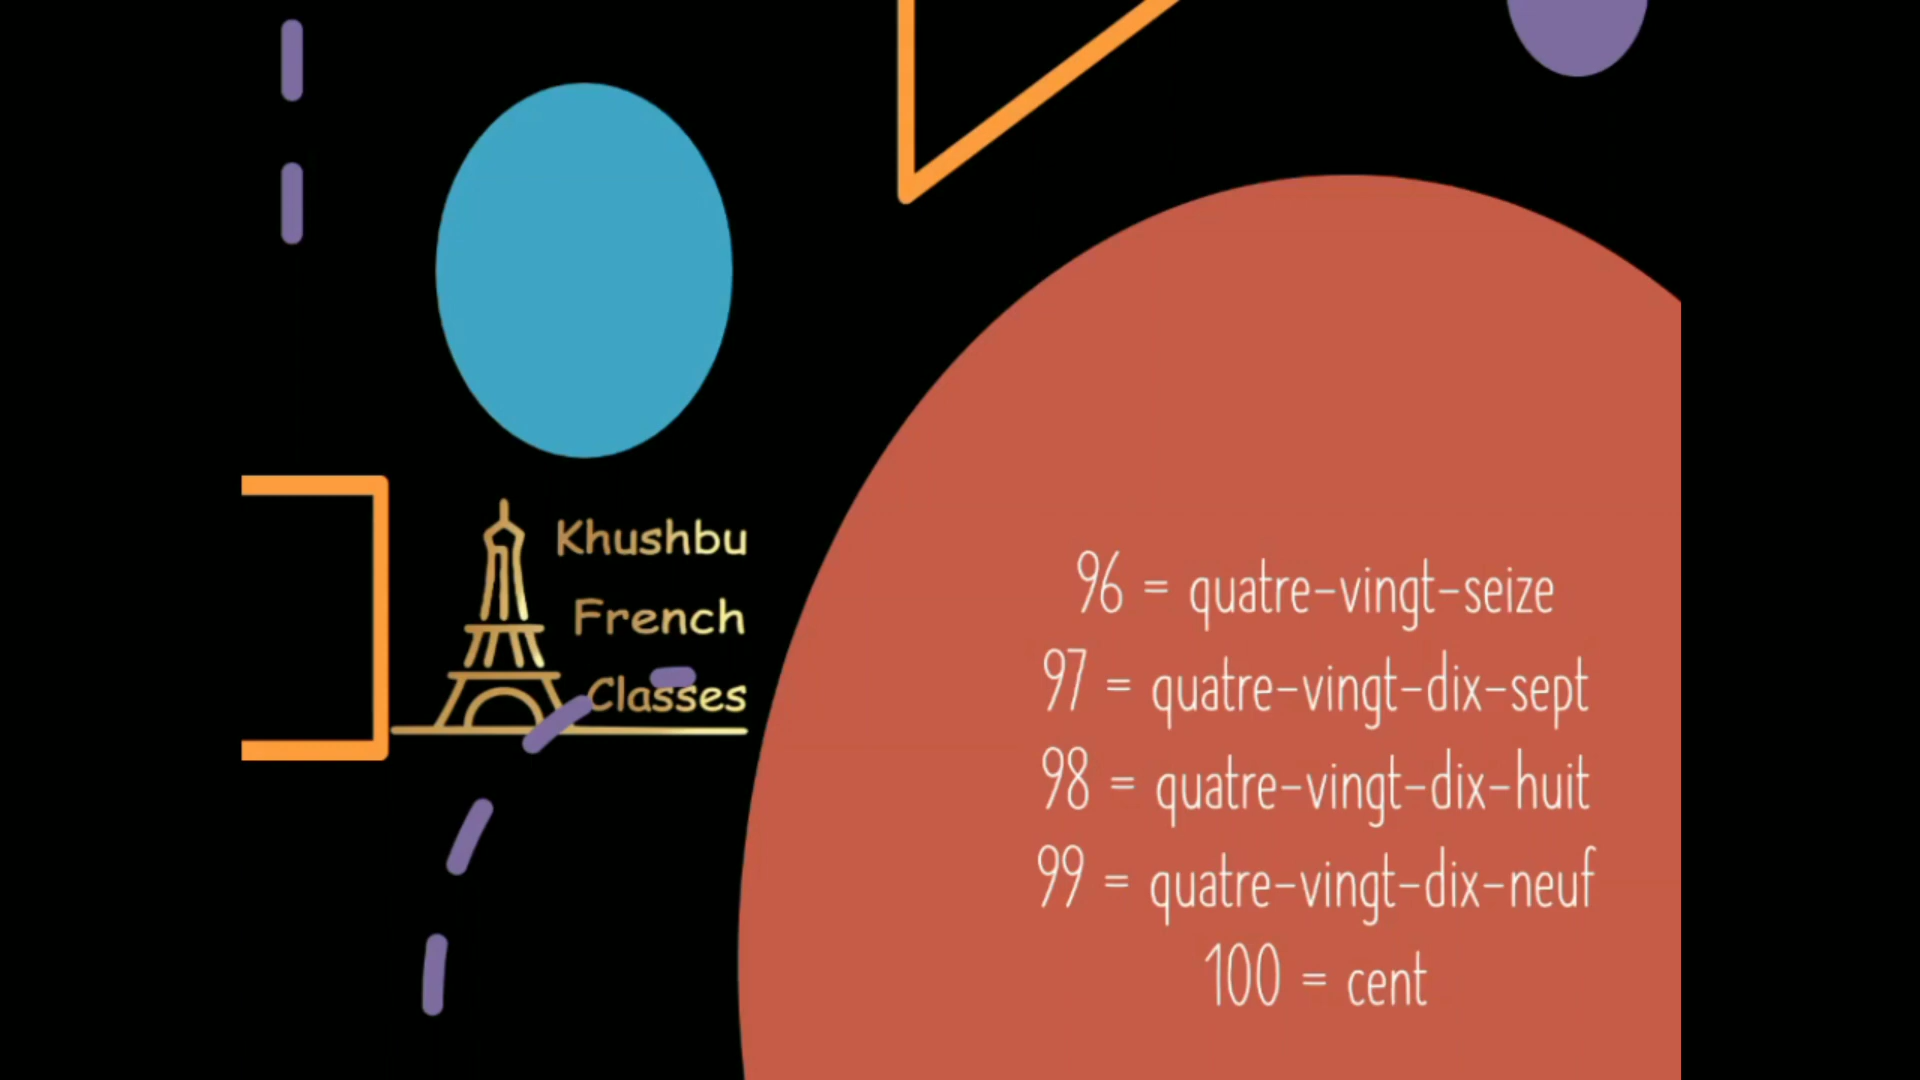 Khushbu
French
Classes
96 = quatre-vingt-seize
97 = quatre-vingt-dix-sept
98 = quatre-vingt-dix-huit
99 = quatre-vingt-dix-neuf
100 = cent